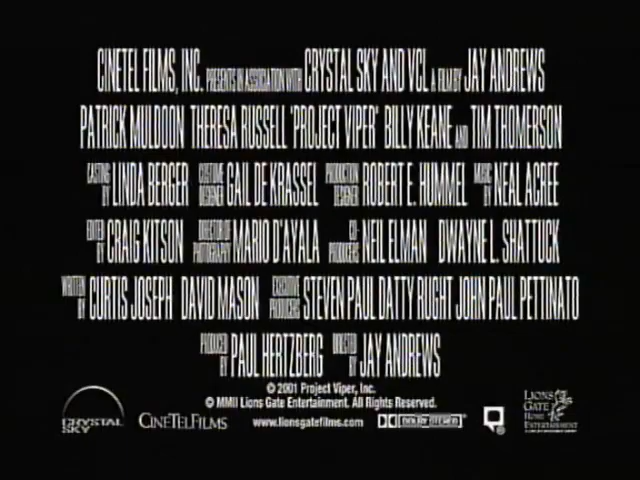 CINETEL FILMS, INC. PRESENTS IN ASSOCIATION WITH CRYSTAL SKY AND VCL A FILM BY JAY ANDREWS
PATRICK MULDOON THERESA RUSSELL 'PROJECT VIPER' BILLY KEANE AND TIM THOMERSON
CASTING BY LINDA BERGER COSTUME DESIGNER GAIL DE KRASSEL PRODUCTION DESIGNER ROBERT E. HUMMEL MUSIC BY NEAL ACREE
EDITED BY CRAIG KITSON DIRECTOR OF PHOTOGRAPHY MARIO D'AYALA CO-PRODUCERS NEIL ELMAN DWAYNE L. SHATTUCK
WRITTEN BY CURTIS JOSEPH DAVID MASON EXECUTIVE PRODUCERS STEVEN PAUL DATTY RUGHT JOHN PAUL PETTINATO
PRODUCED BY PAUL HERTZBERG DIRECTED BY JAY ANDREWS
© 2001 Project Viper, Inc.
© MMII Lions Gate Entertainment. All Rights Reserved.
CRYSTAL SKY CINETELFILMS www.lionsgatefilms.com DOLBY STEREO LIONS GATE HOME ENTERTAINMENT